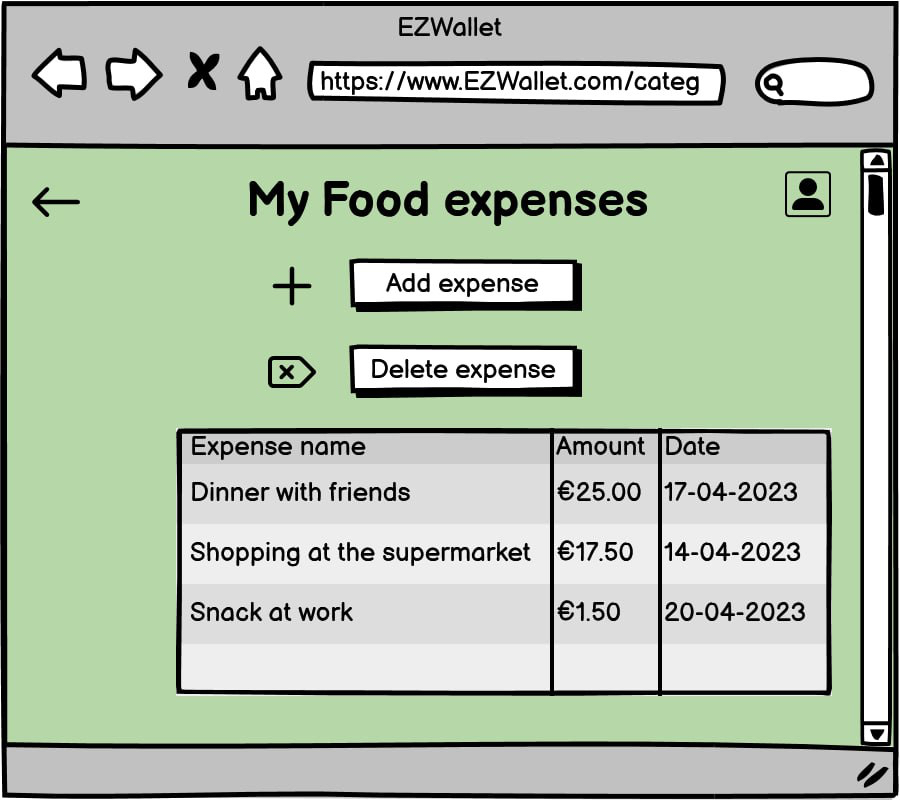 EZWallet
https://www.EZWallet.com/categ
My Food expenses
Add expense
Delete expense
Expense name Amount Date
Dinner with friends €25.00 17-04-2023
Shopping at the supermarket €17.50 14-04-2023
Snack at work €1.50 20-04-2023